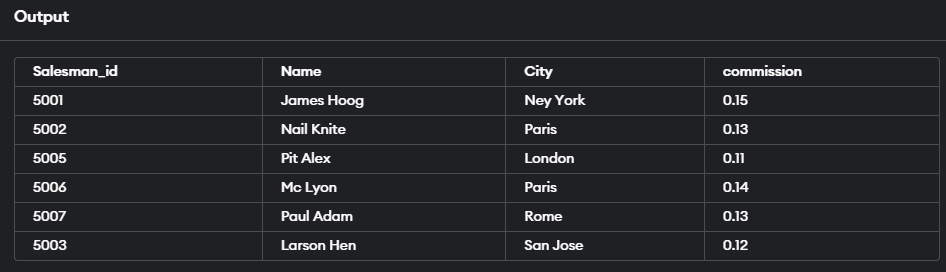 Output
Salesman_id Name City commission
5001 James Hoog Ney York 0.15
5002 Nail Knite Paris 0.13
5005 Pit Alex London 0.11
5006 Mc Lyon Paris 0.14
5007 Paul Adam Rome 0.13
5003 Larson Hen San Jose 0.12